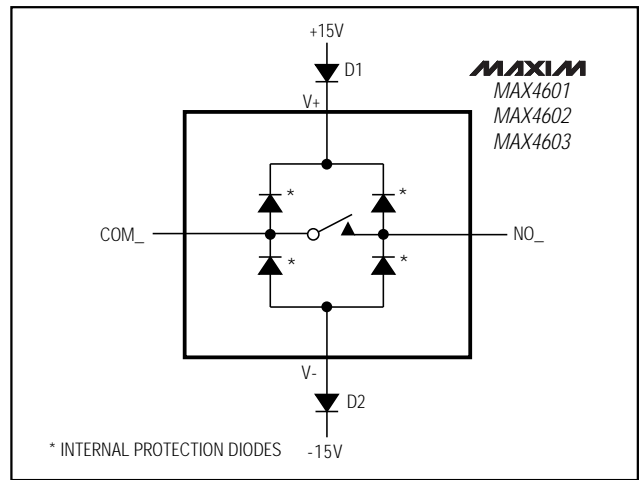 +15V
D1
MAXIM
MAX4601
MAX4602
MAX4603
V+
*
*
COM_
NO_
*
*
V-
D2
-15V
* INTERNAL PROTECTION DIODES